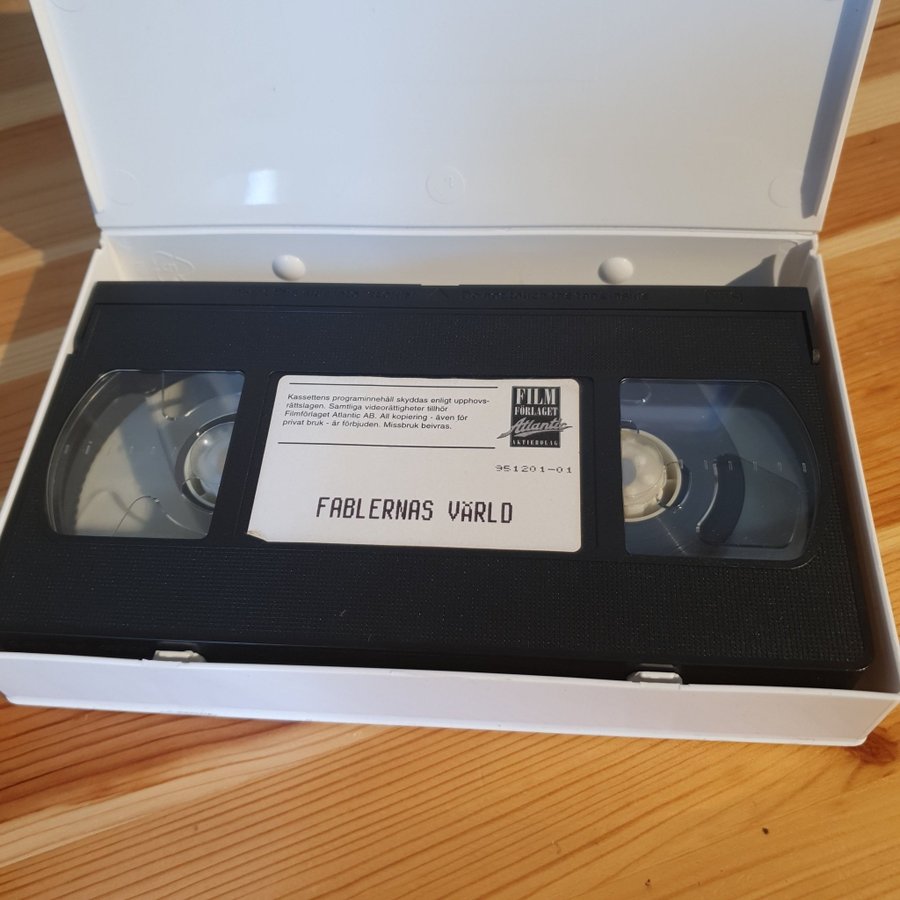 Kassettens programinnehåll skyddas enligt upphovs-
rättslagen. Samtliga videorättigheter tillhör
Filmförlaget Atlantic AB. All kopiering - även för
privat bruk - är förbjuden. Missbruk beivras.
FILM
FÖRLAGET
Atlantic
AKTIEBOLAG
951201-01
FABLERNAS VÄRLD